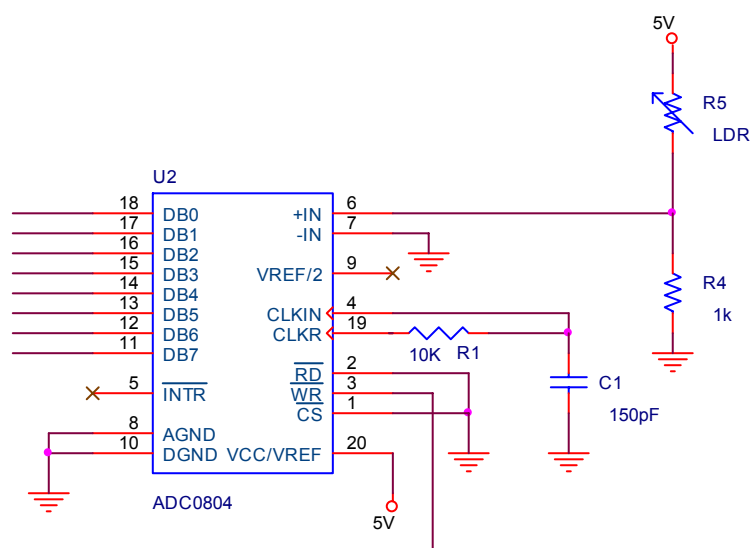 5V
R5
LDR
U2
18 DB0 +IN 6
17 DB1 -IN 7
16 DB2
15 DB3 VREF/2 9
14 DB4
13 DB5 CLKIN 4
12 DB6 CLKR 19
11 DB7
R4
1k
10K R1
5 INTR
RD 2
WR 3
CS 1
C1
150pF
8 AGND
10 DGND VCC/VREF 20
ADC0804
5V